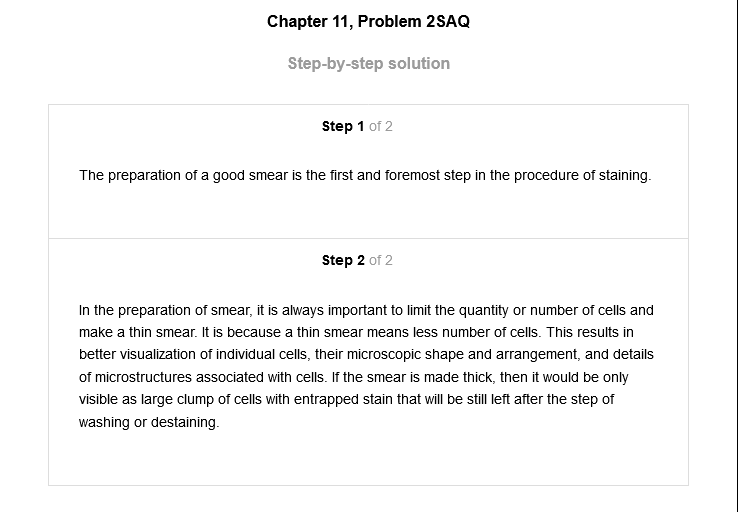 Chapter 11, Problem 2SAQ
Step-by-step solution
Step 1 of 2
The preparation of a good smear is the first and foremost step in the procedure of staining.
Step 2 of 2
In the preparation of smear, it is always important to limit the quantity or number of cells and
make a thin smear. It is because a thin smear means less number of cells. This results in
better visualization of individual cells, their microscopic shape and arrangement, and details
of microstructures associated with cells. If the smear is made thick, then it would be only
visible as large clump of cells with entrapped stain that will be still left after the step of
washing or destaining.